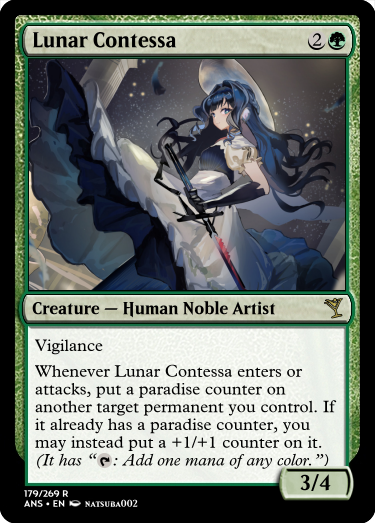 Lunar Contessa 2
Creature — Human Noble Artist
Vigilance
Whenever Lunar Contessa enters or
attacks, put a paradise counter on
another target permanent you control. If
it already has a paradise counter, you
may instead put a +1/+1 counter on it.
(It has “: Add one mana of any color.”)
3/4
179/269 R
ANS • EN NATSUBA002